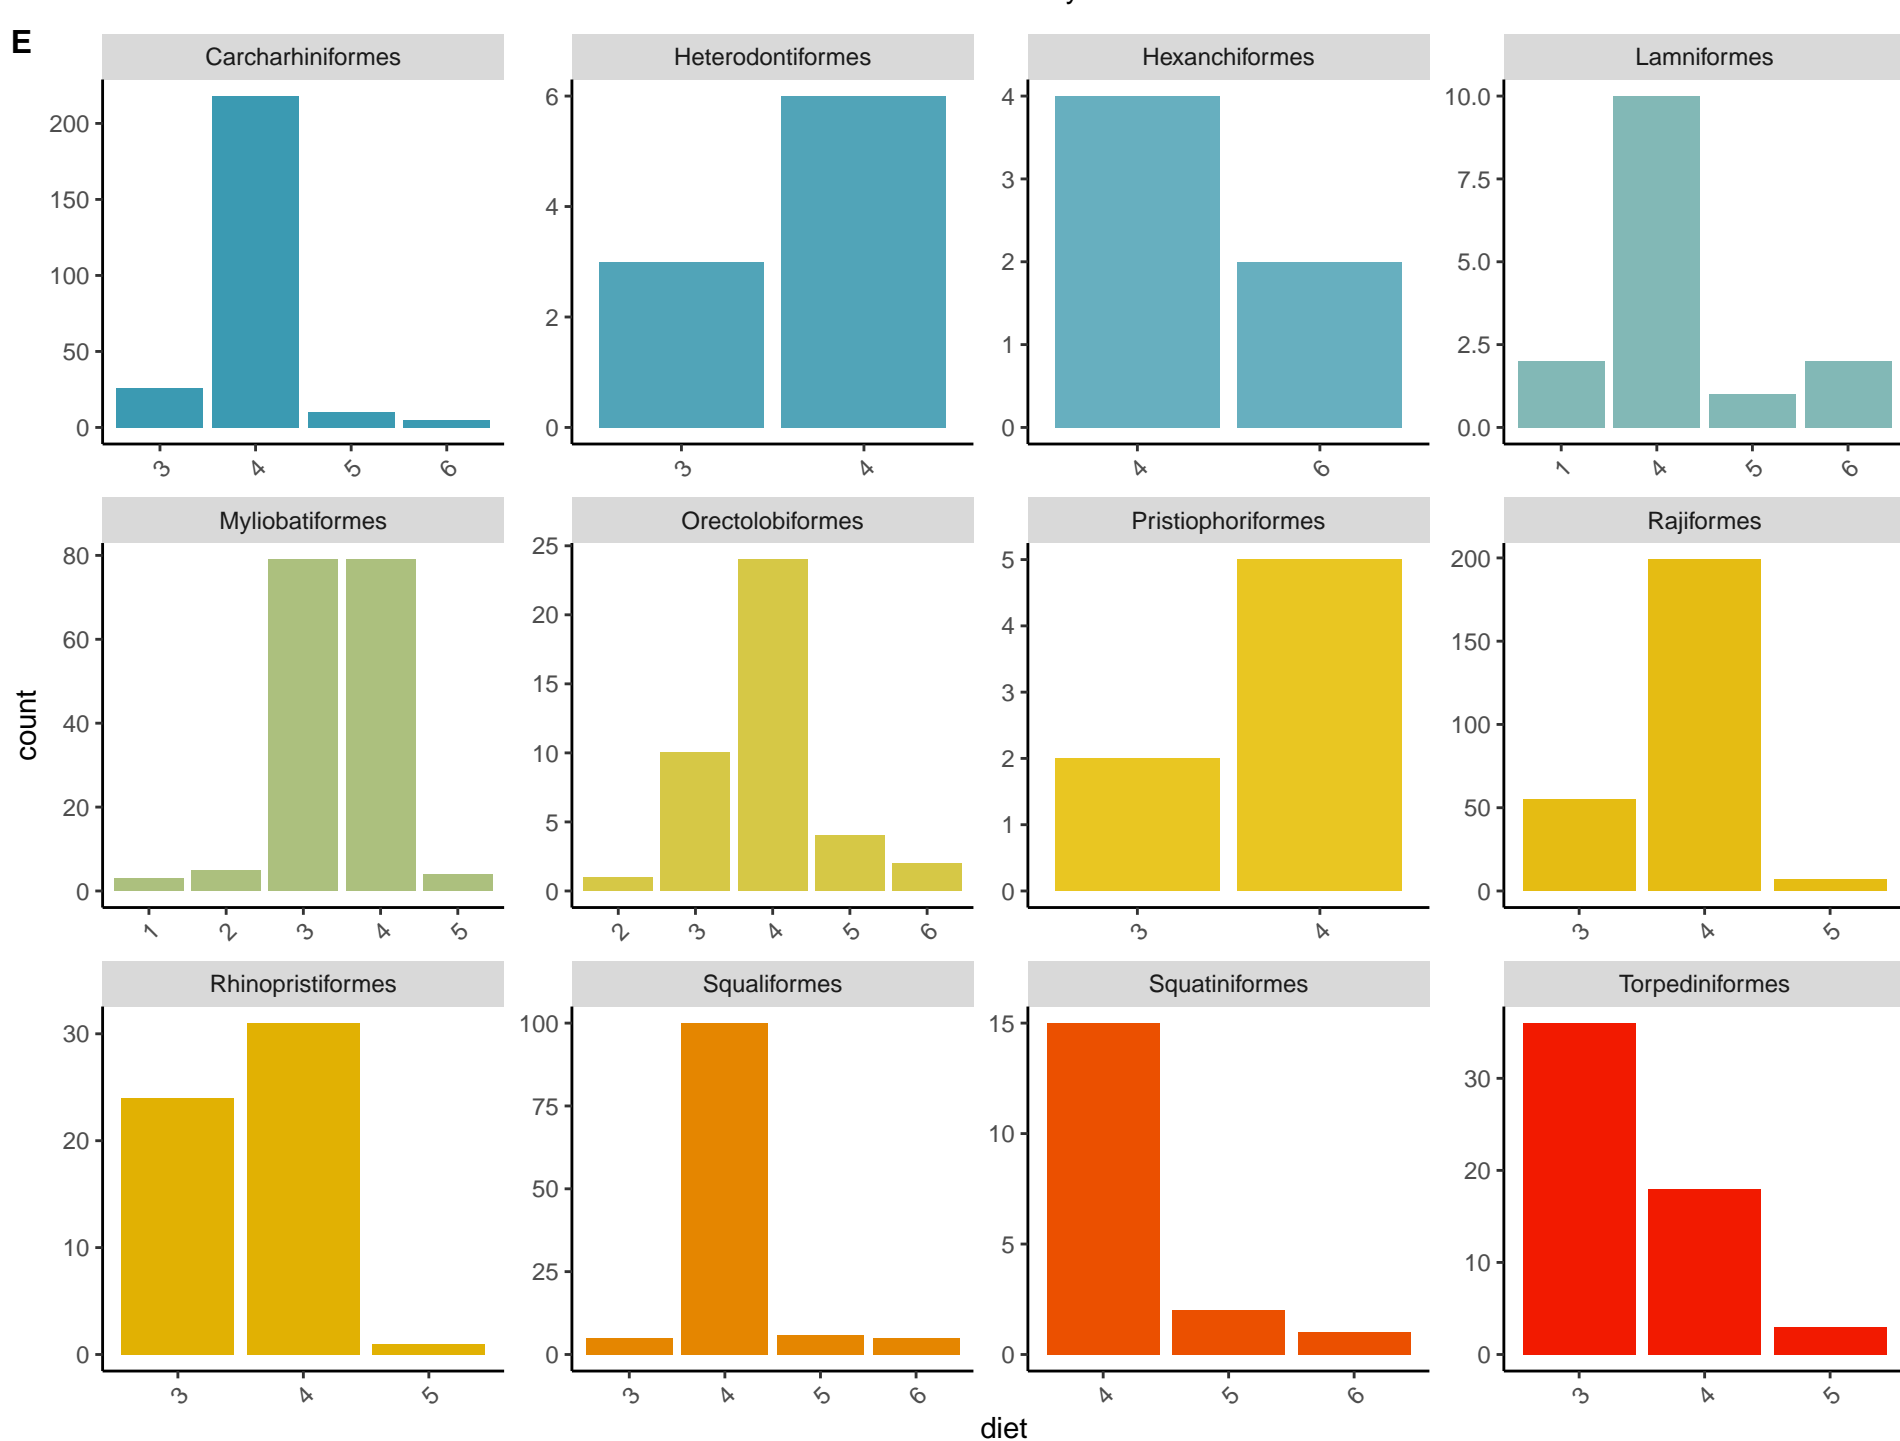 E
Carcharhiniformes Heterodontiformes Hexanchiformes Lamniformes
200 150 100 50 0
6 4 2 0
4 3 2 1 0
10.0 7.5 5.0 2.5 0.0
3 4 5 6
3 4
4 6
1 4 5 6
Myliobatiformes Orectolobiformes Pristiophoriformes Rajiformes
80 60 40 20 0
25 20 15 10 5 0
5 4 3 2 1 0
200 150 100 50 0
1 2 3 4 5
2 3 4 5 6
3 4
3 4 5
count
Rhinopristiformes Squaliformes Squatiniformes Torpediniformes
30 20 10 0
100 75 50 25 0
15 10 5 0
30 20 10 0
3 4 5
3 4 5 6
4 5 6
3 4 5
diet